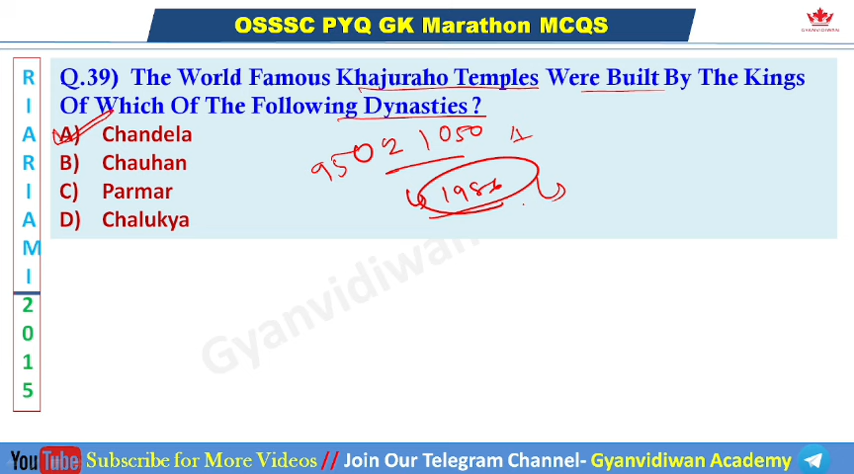 OSSSC PYQ GK Marathon MCQS
GYANVIDIWAN
R
I
A
R
I
A
M
I
2
0
1
5
Q.39) The World Famous Khajuraho Temples Were Built By The Kings
Of Which Of The Following Dynasties ?
A) Chandela
B) Chauhan
C) Parmar
D) Chalukya
950 1050
1986
Gyanvidiwan
YouTube Subscribe for More Videos // Join Our Telegram Channel- Gyanvidiwan Academy